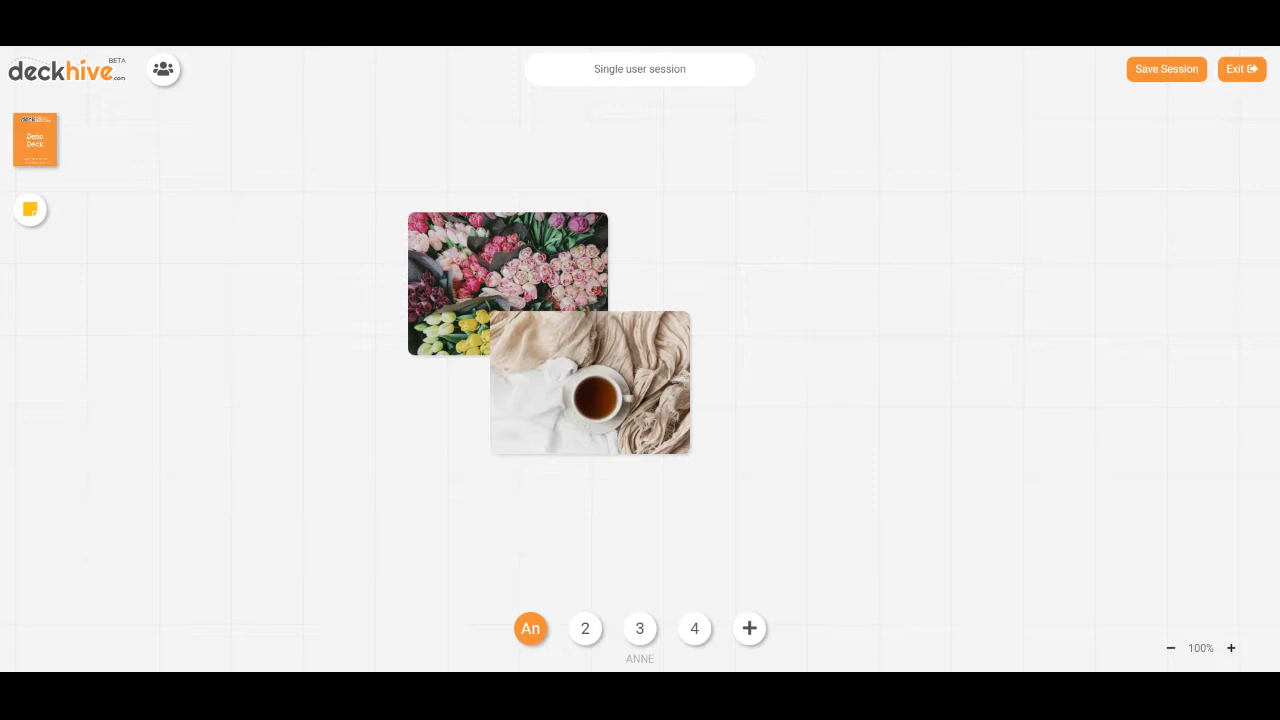 deckhive.com
BETA
Single user session
Save Session
Exit
Demo
Deck
An
2
3
4
ANNE
100%